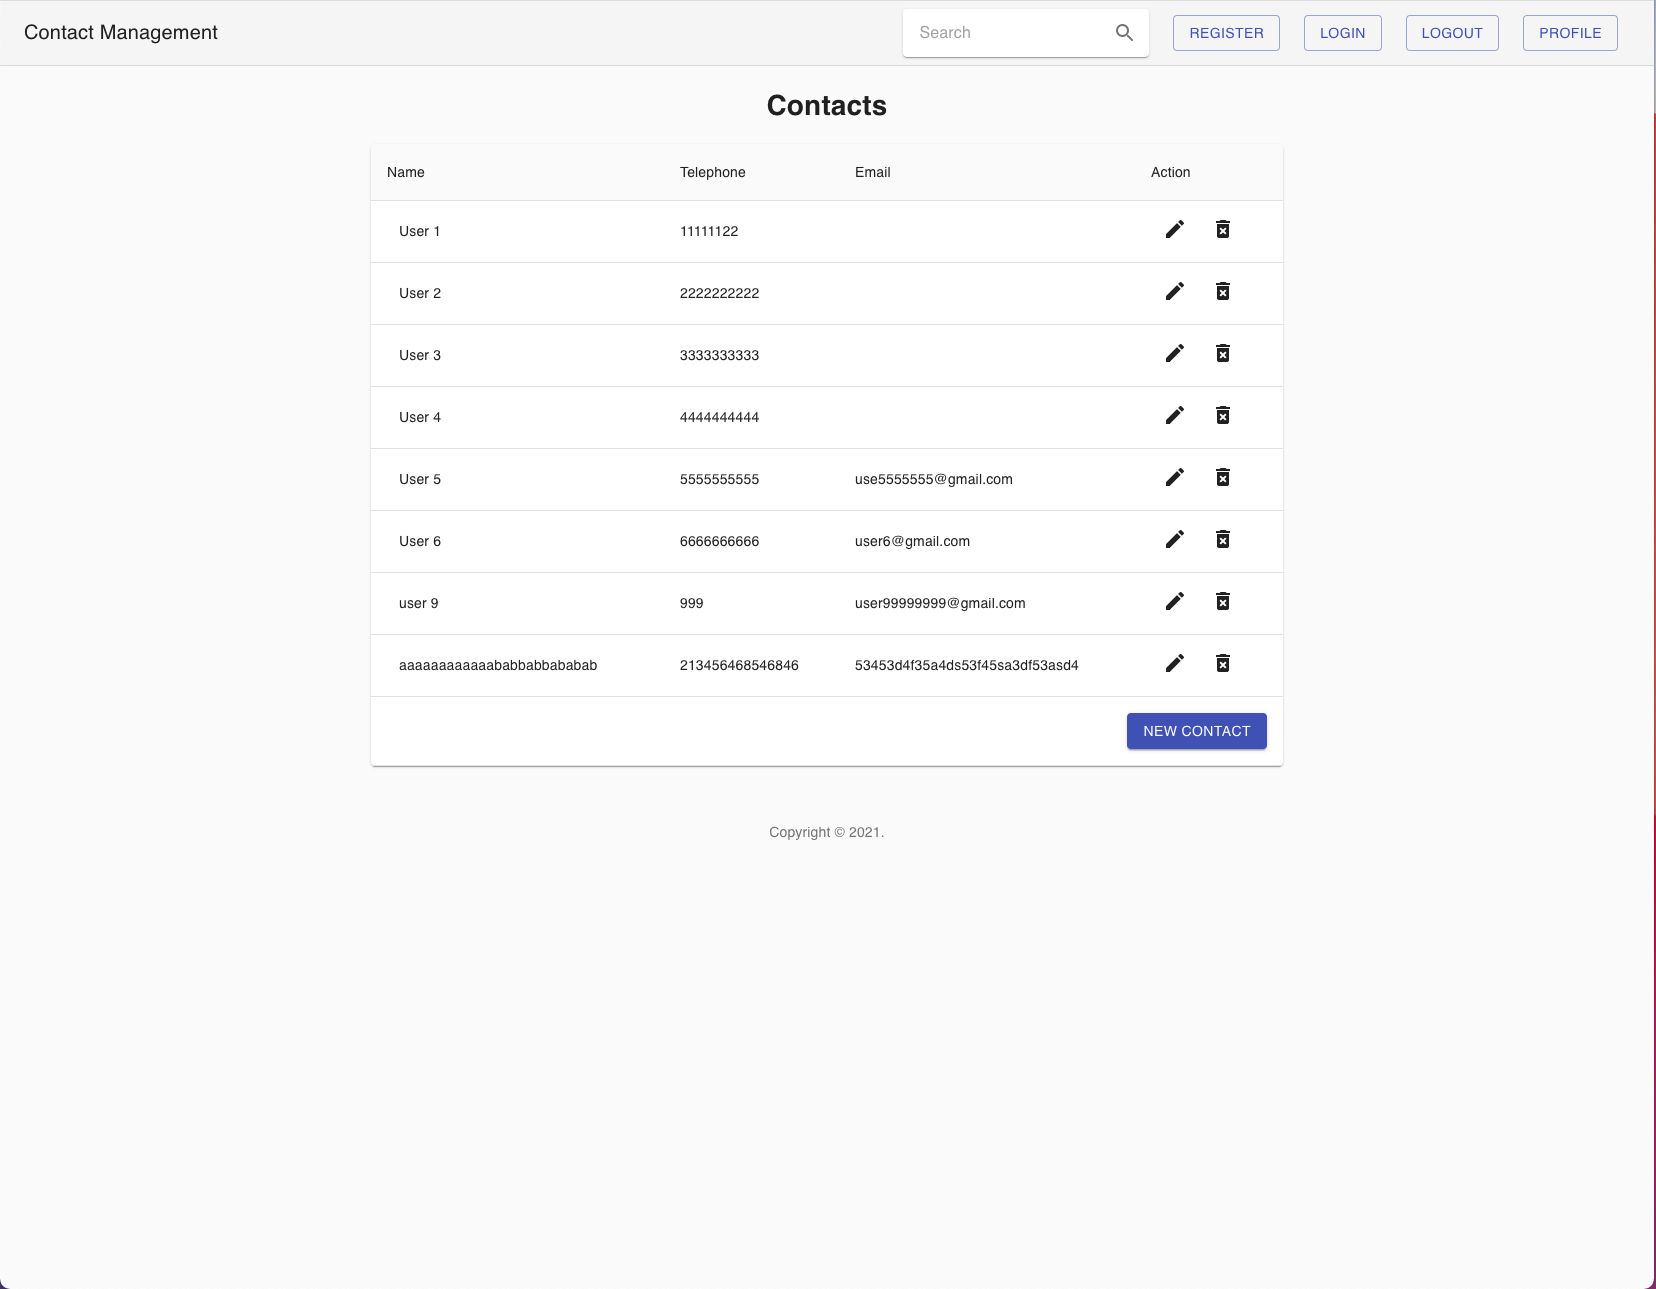 Contact Management Search REGISTER LOGIN LOGOUT PROFILE
Contacts
Name Telephone Email Action
User 1 11111122
User 2 2222222222
User 3 3333333333
User 4 4444444444
User 5 5555555555 use5555555@gmail.com
User 6 6666666666 user6@gmail.com
user 9 999 user99999999@gmail.com
aaaaaaaaaaaababbabbababab 213456468546846 53453d4f35a4ds53f45sa3df53asd4
NEW CONTACT
Copyright © 2021.